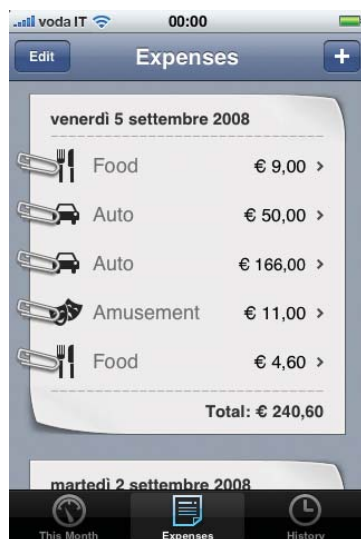 voda IT 00:00
Edit Expenses +
venerdì 5 settembre 2008
Food € 9,00 >
Auto € 50,00 >
Auto € 166,00 >
Amusement € 11,00 >
Food € 4,60 >
Total: € 240,60
martedì 2 settembre 2008
This Month Expenses History